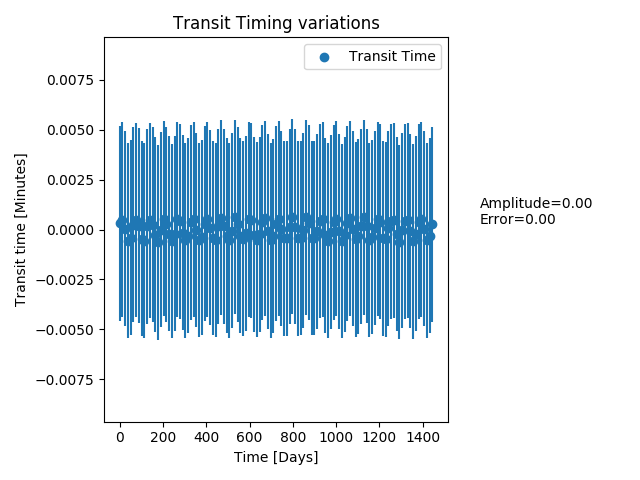 Transit Timing variations
Transit Time
0.0075
0.0050
0.0025
0.0000
−0.0025
−0.0050
−0.0075
Transit time [Minutes]
0 200 400 600 800 1000 1200 1400
Time [Days]
Amplitude=0.00
Error=0.00